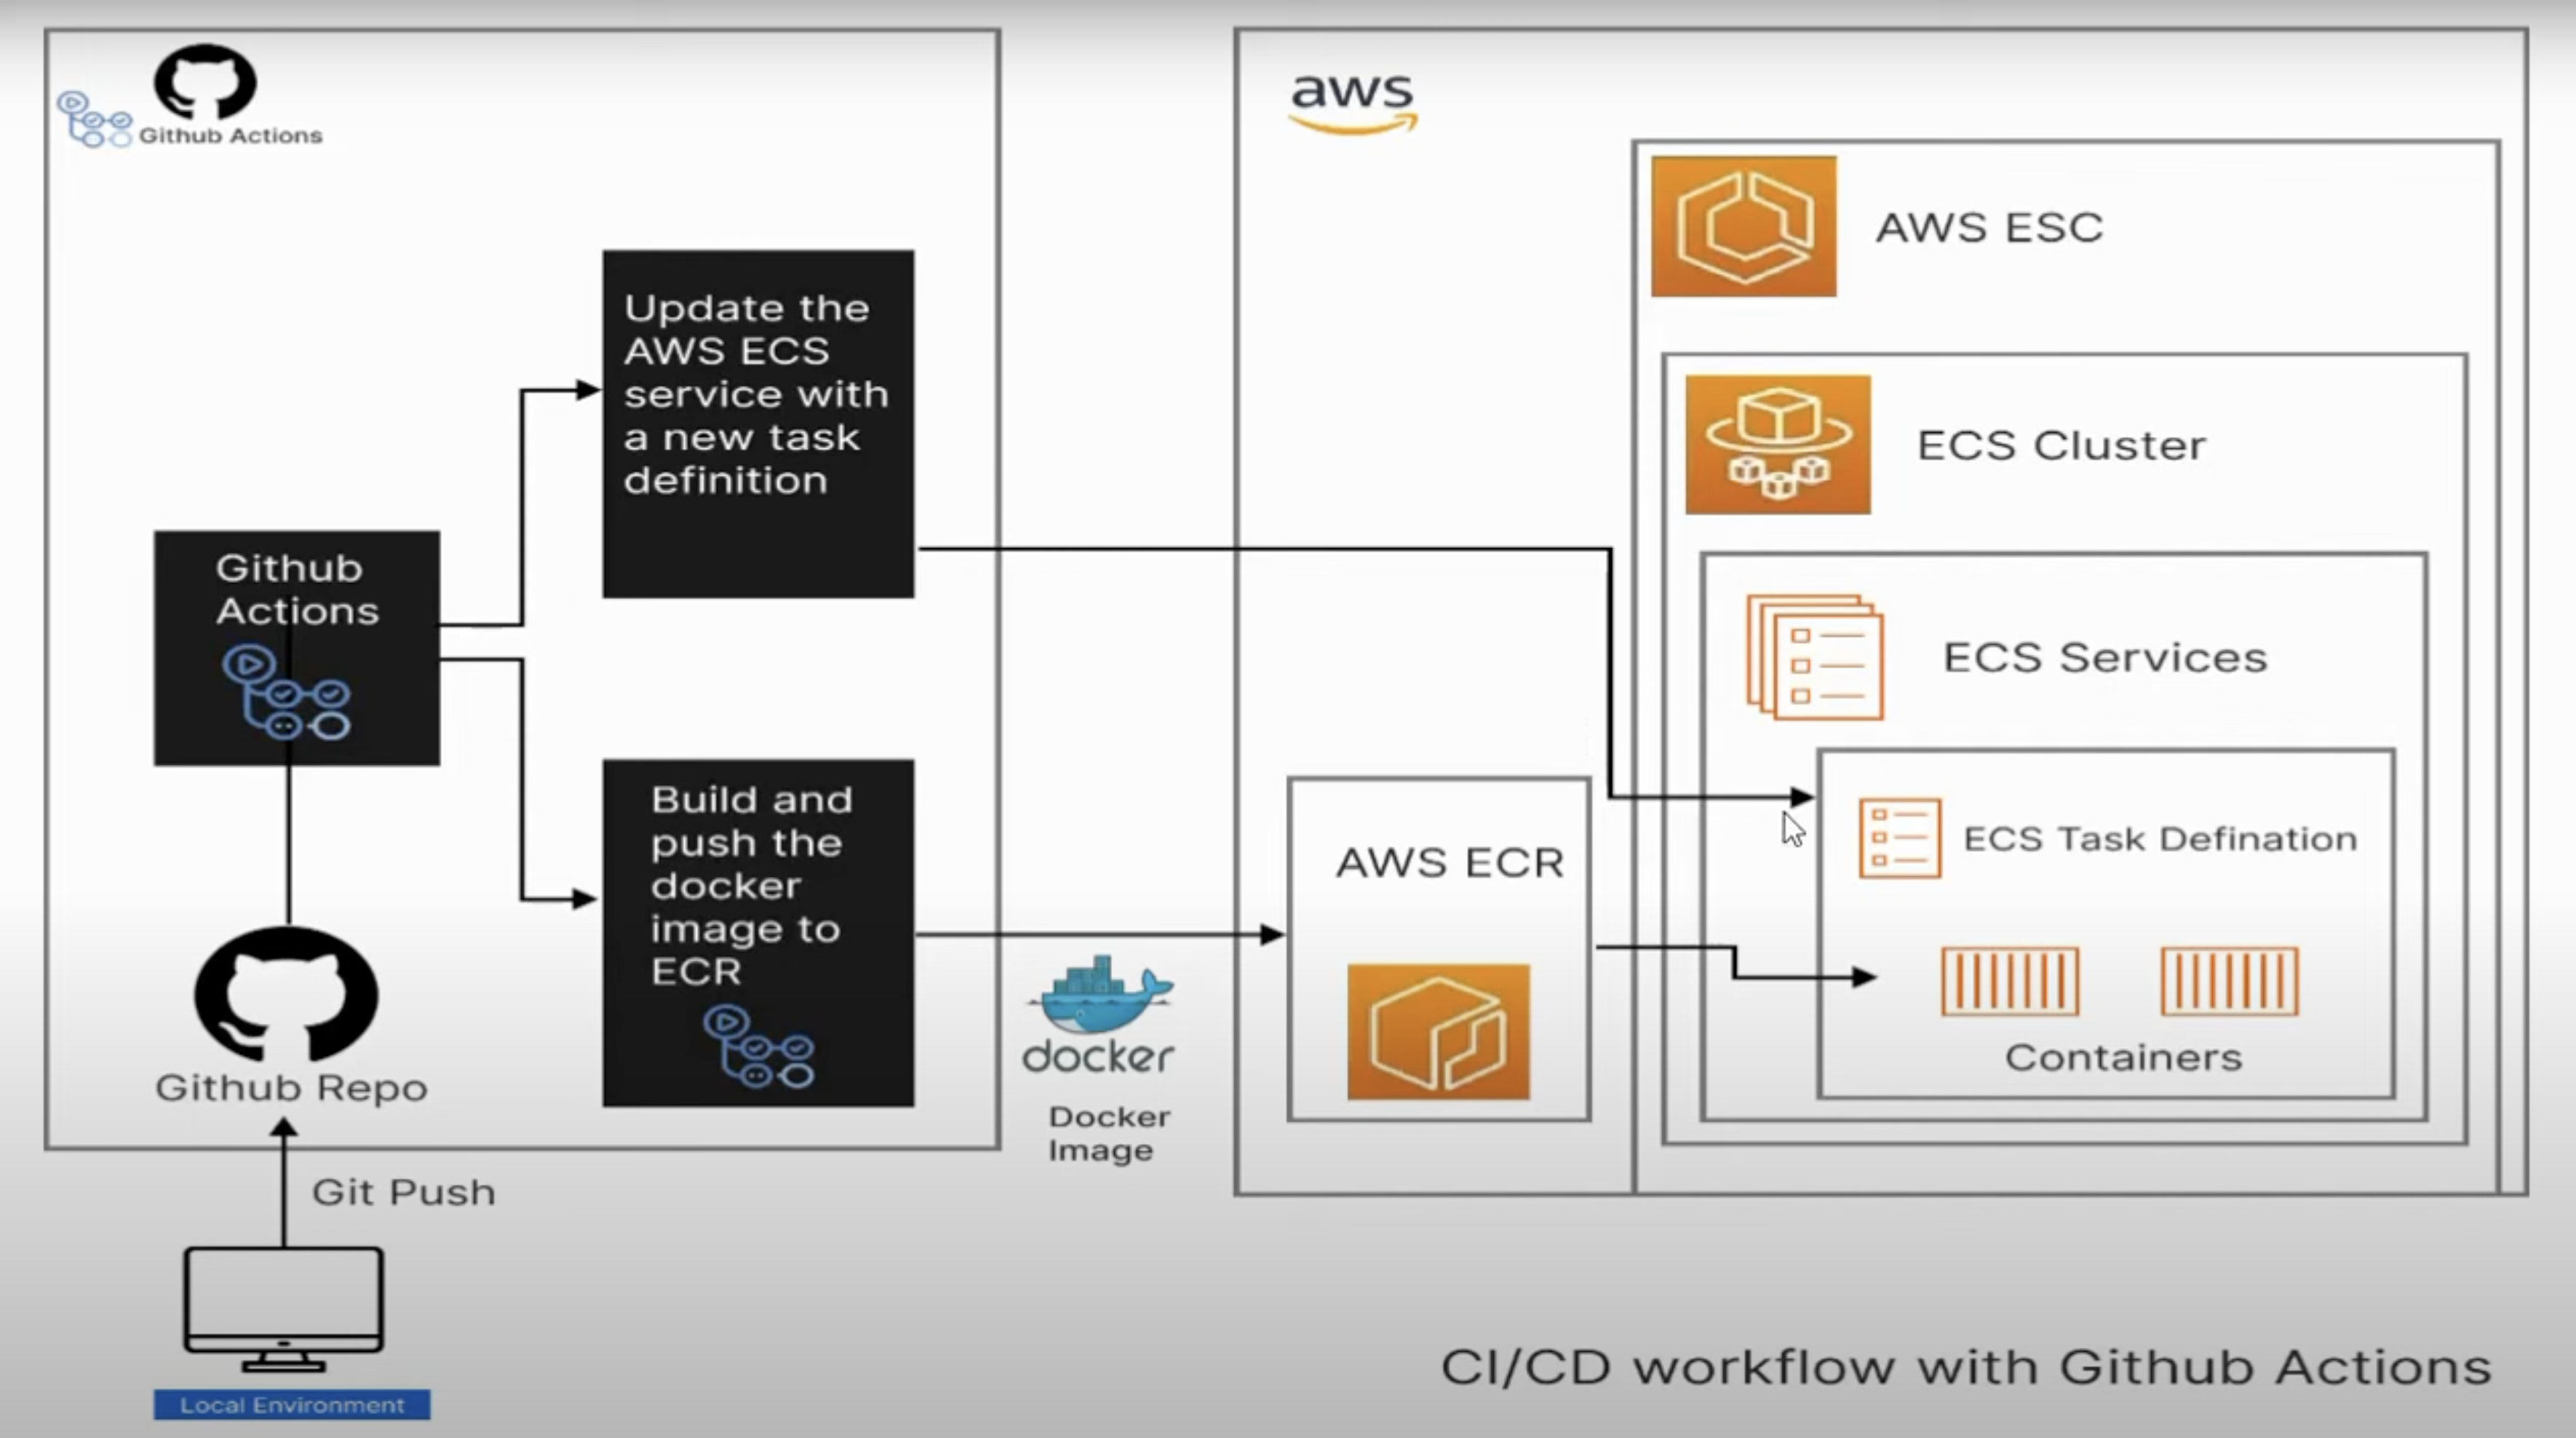 Github Actions
Update the
AWS ECS
service with
a new task
definition
Github
Actions
Build and
push the
docker
image to
ECR
Github Repo
Git Push
Local Environment
docker
Docker
Image
aws
AWS ESC
ECS Cluster
ECS Services
ECS Task Defination
Containers
AWS ECR
CI/CD workflow with Github Actions